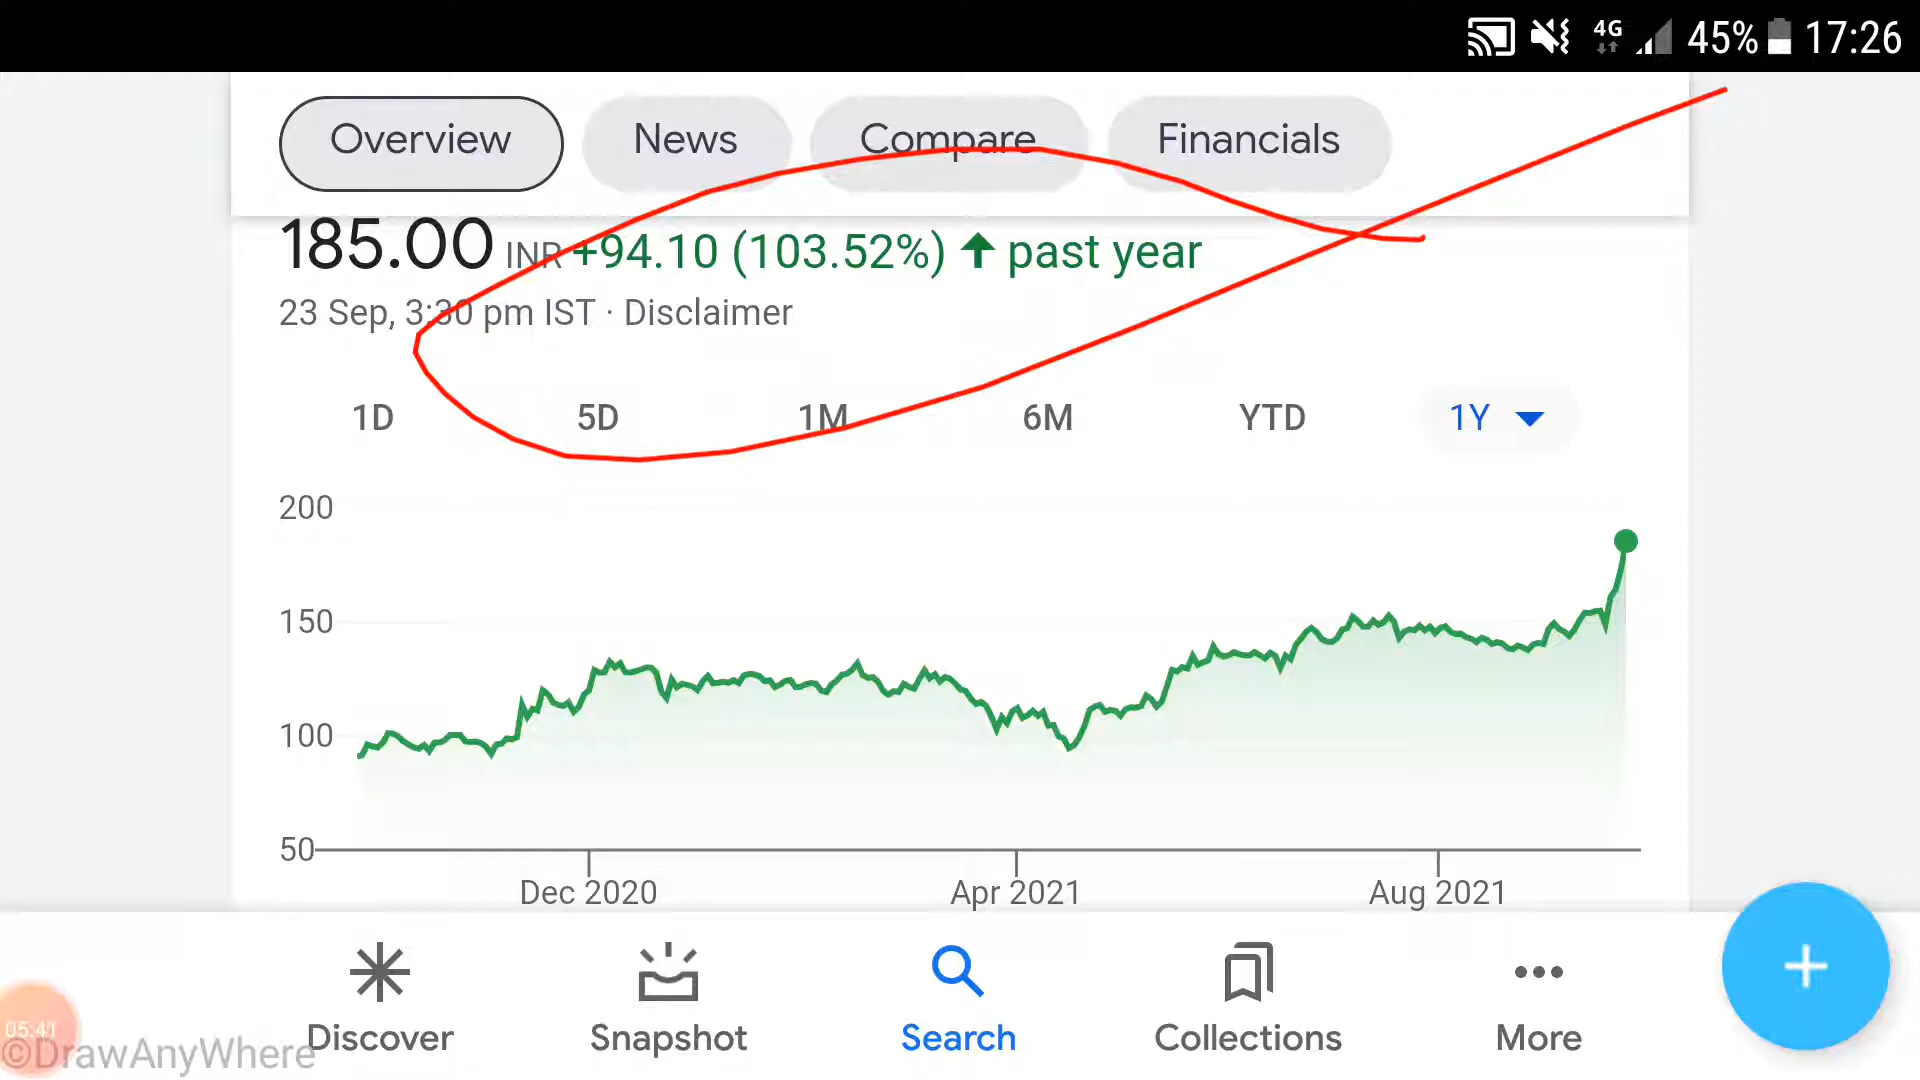 4G 45% 17:26
Overview News Compare Financials
185.00 INR +94.10 (103.52%) past year
23 Sep, 3:30 pm IST · Disclaimer
1D 5D 1M 6M YTD 1Y
200
150
100
50
Dec 2020 Apr 2021 Aug 2021
Discover Snapshot Search Collections More
05:41
©DrawAnyWhere